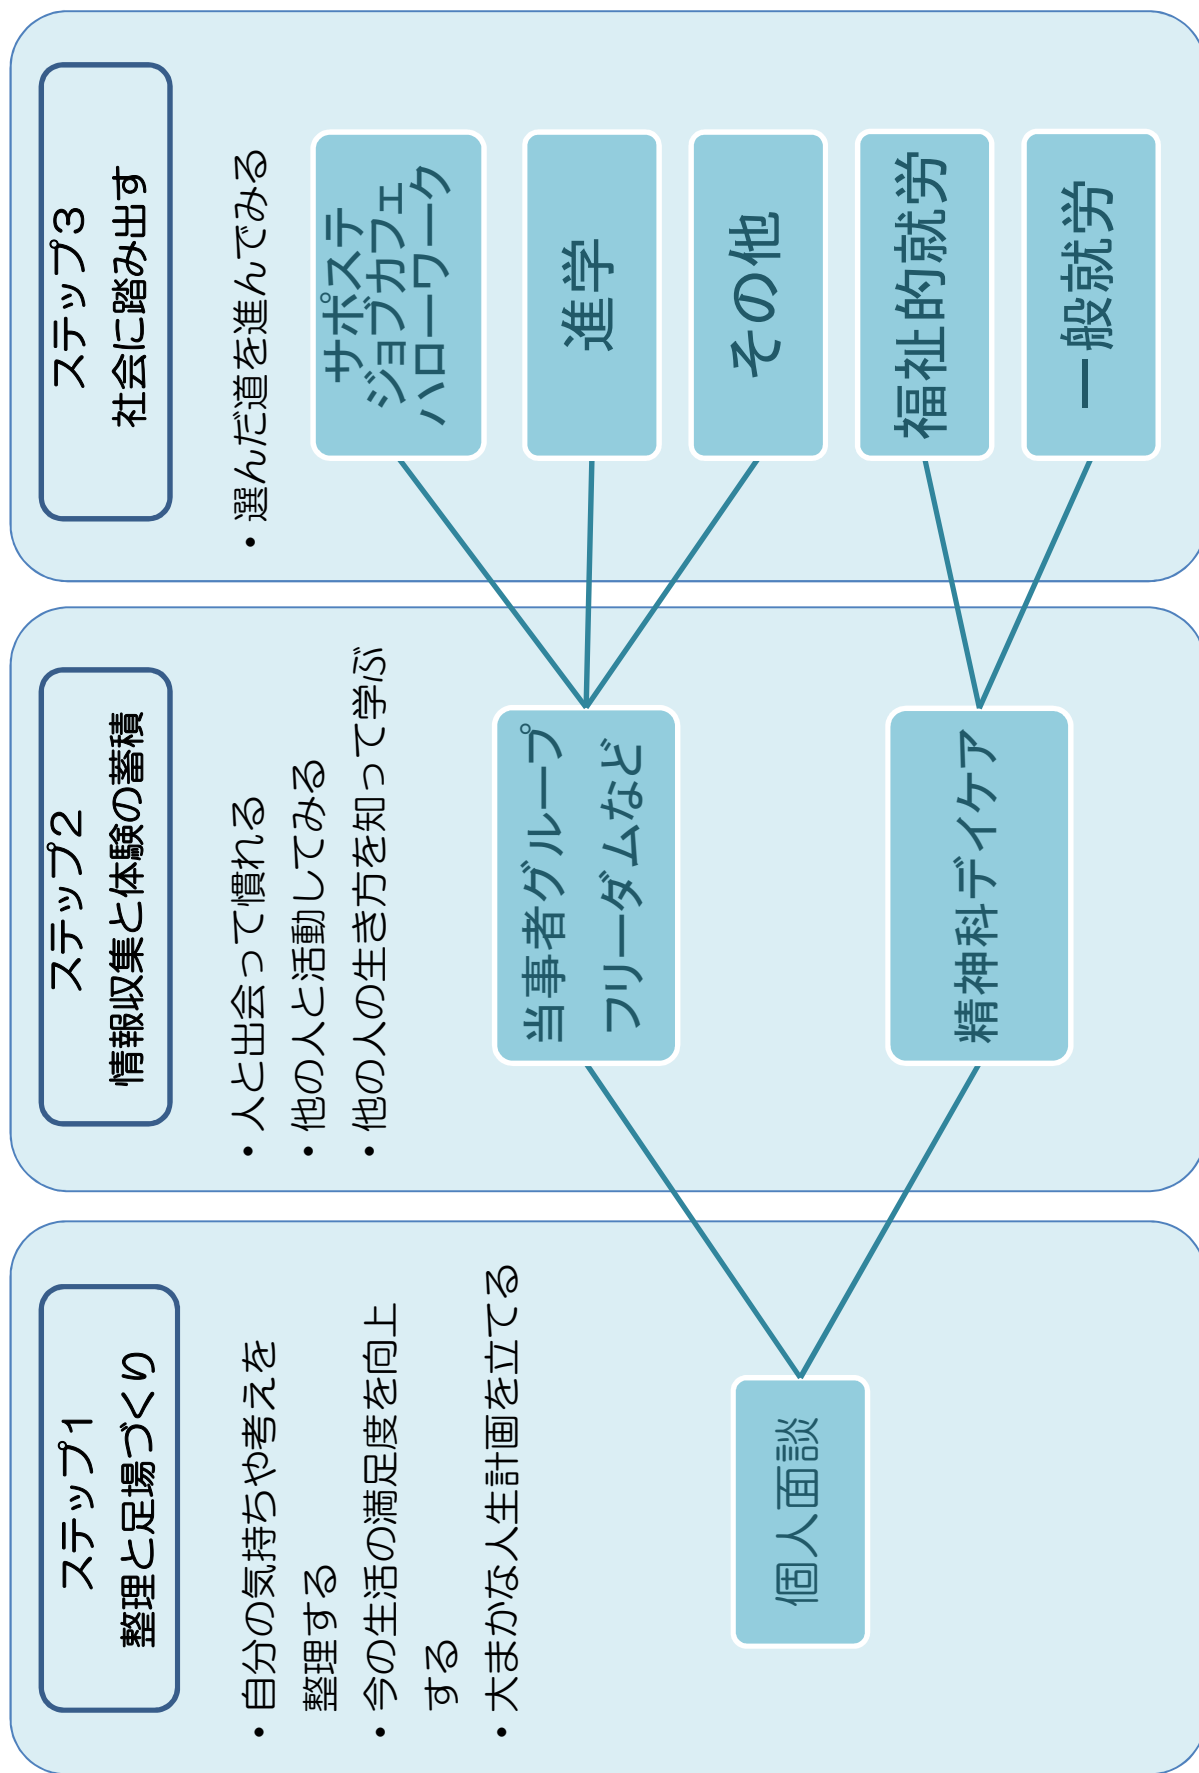 ステップ1
整理と足場づくり
・自分の気持ちや考えを
整理する
・今の生活の満足度を向上
する
・大まかな人生計画を立てる
個人面談
ステップ2
情報収集と体験の蓄積
・人と出会って慣れる
・他の人と活動してみる
・他の人の生き方を知って学ぶ
当事者グループ
フリーダムなど
精神科デイケア
ステップ3
社会に踏み出す
・選んだ道を進んでみる
サポステ
ジョブカフェ
ハローワーク
進学
その他
福祉的就労
一般就労